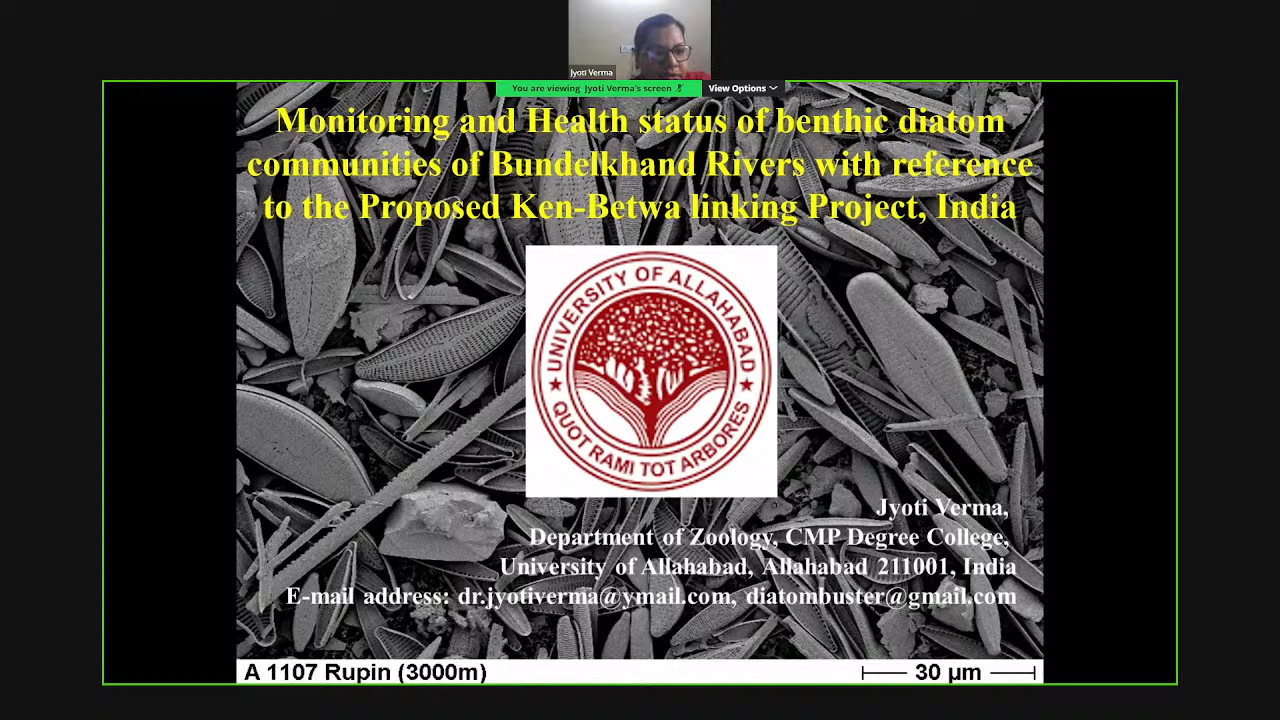 Jyoti Verma
You are viewing Jyoti Verma's screen
View Options
Monitoring and Health status of benthic diatom
communities of Bundelkhand Rivers with reference
to the Proposed Ken-Betwa linking Project, India
UNIVERSITY OF ALLAHABAD
QUOT RAMI TOT ARBORES
Jyoti Verma,
Department of Zoology, CMP Degree College,
University of Allahabad, Allahabad 211001, India
E-mail address: dr.jyotiverma@ymail.com, diatombuster@gmail.com
A 1107 Rupin (3000m)
30 µm